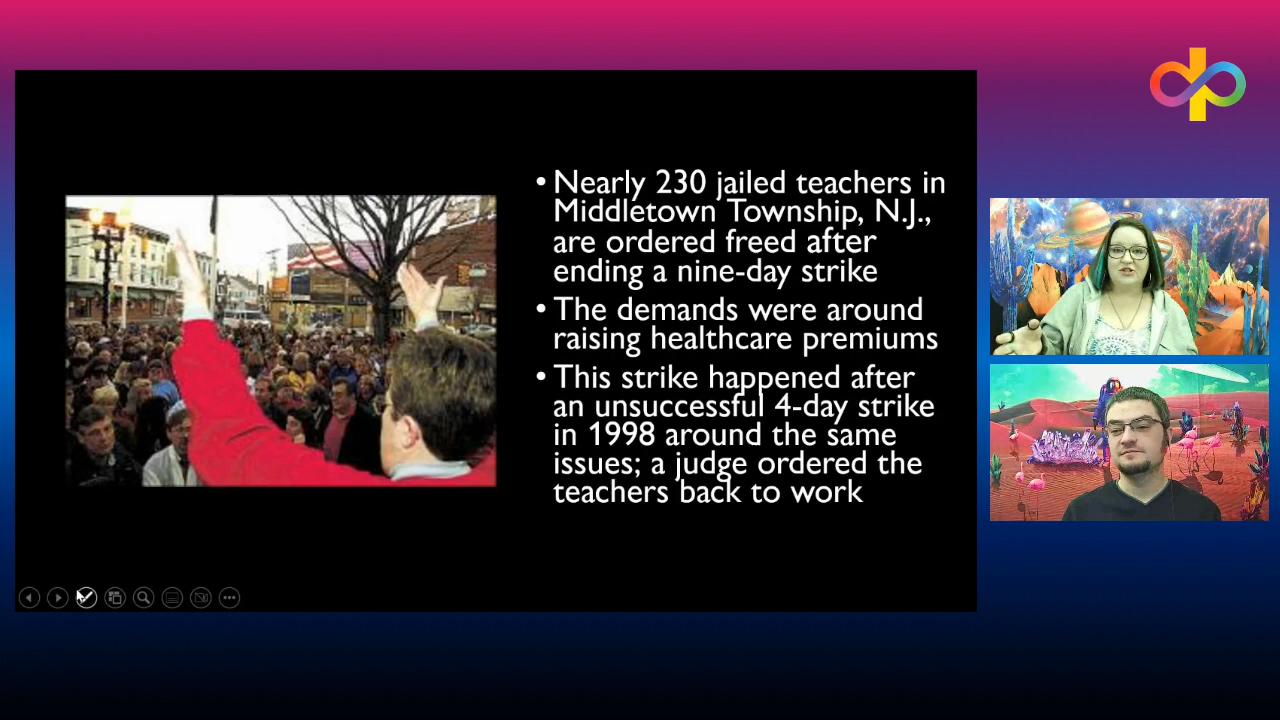 • Nearly 230 jailed teachers in
Middletown Township, N.J.,
are ordered freed after
ending a nine-day strike
• The demands were around
raising healthcare premiums
• This strike happened after
an unsuccessful 4-day strike
in 1998 around the same
issues; a judge ordered the
teachers back to work